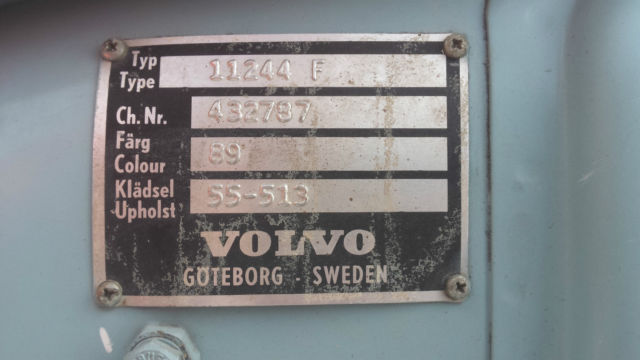 Typ
Type 11244 F
Ch. Nr. 432787
Färg
Colour 89
Klädsel
Upholst 55-513
VOLVO
GÖTEBORG - SWEDEN